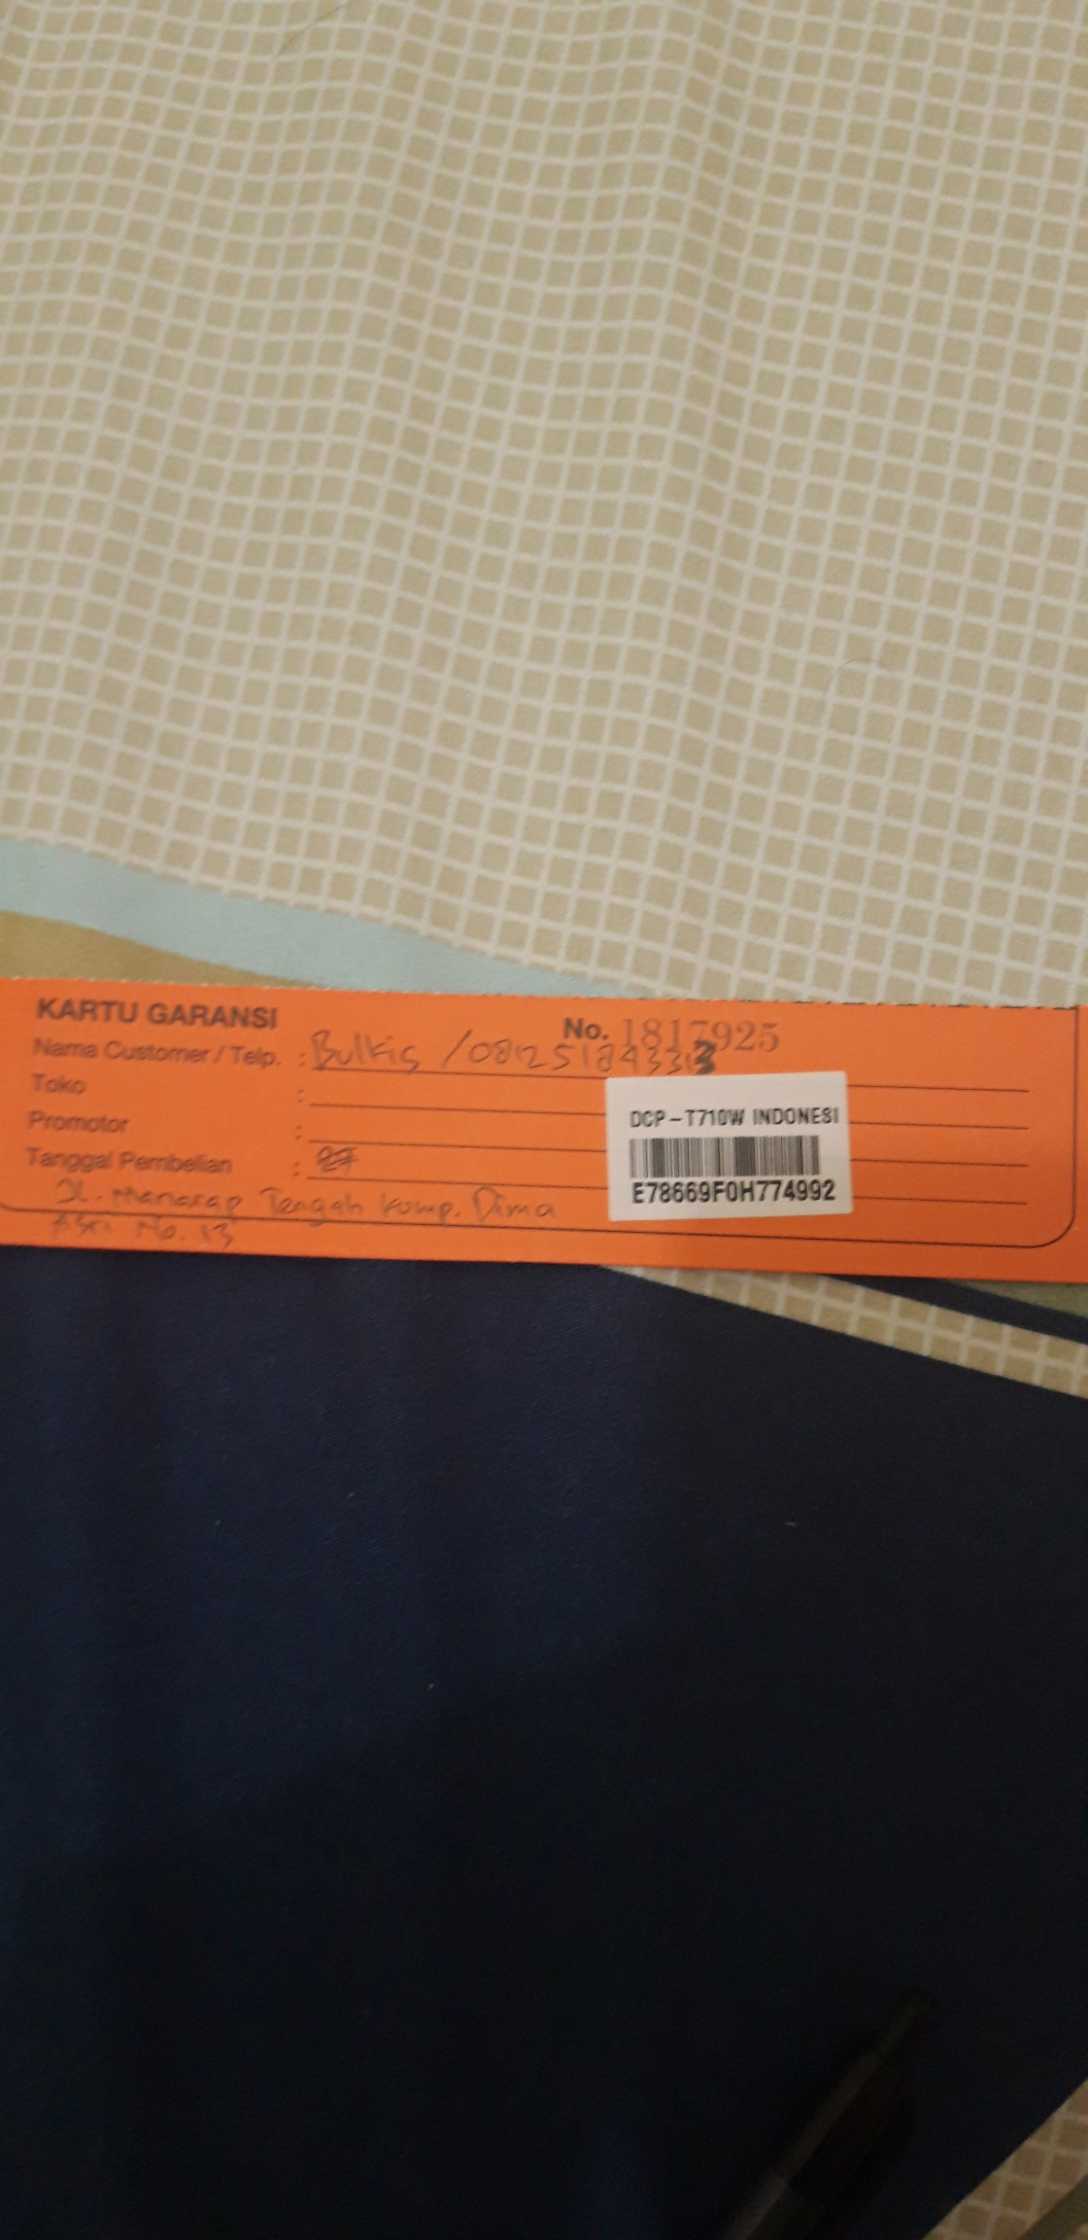 KARTU GARANSI
No. 1817925
Nama Customer / Telp. : Bulkis /
Toko :
Promotor :
Tanggal Pembelian :
DCP-T710W INDONESI
E78669F0H774992
Jl. Manarap Tengah Komp. Dima
Asri No. 13